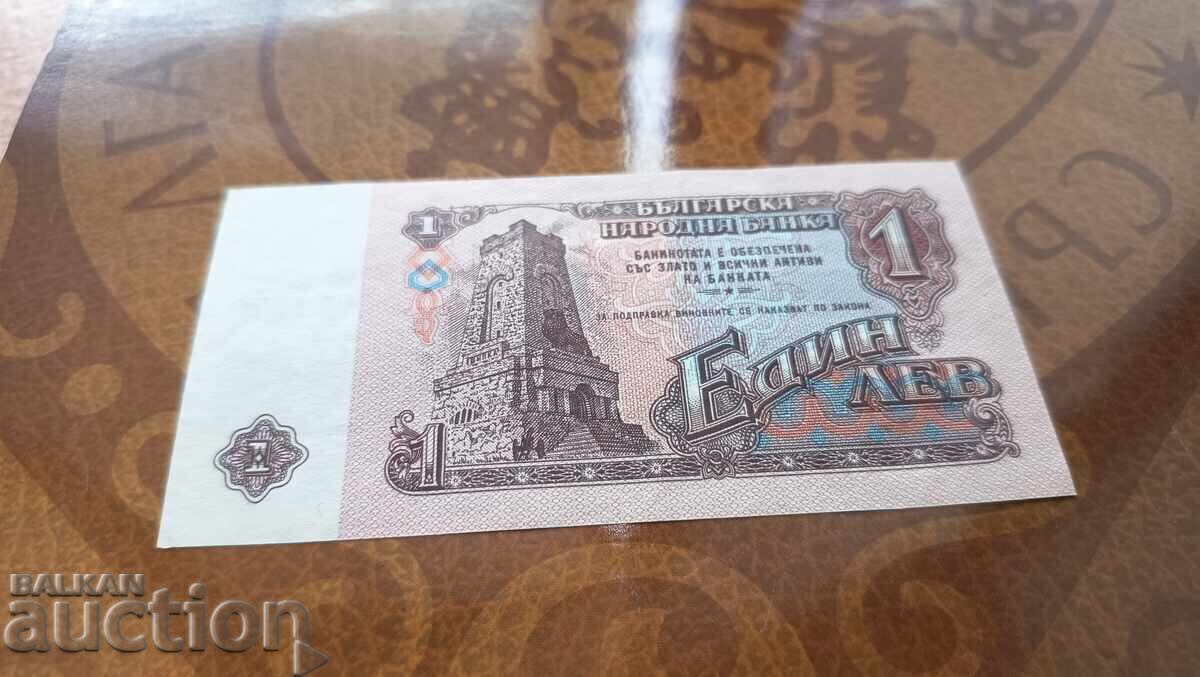 1
БЪЛГАРСКА
НАРОДНА БАНКА
1
БАНКНОТАТА Е ОБЕЗПЕЧЕНА
СЪС ЗЛАТО И ВСИЧКИ АКТИВИ
НА БАНКАТА
ЗА ПОДПРАВКА ВИНОВНИТЕ СЕ НАКАЗВАТ ПО ЗАКОНА
ЕДИН
ЛЕВ
1
1
BALKAN
auction